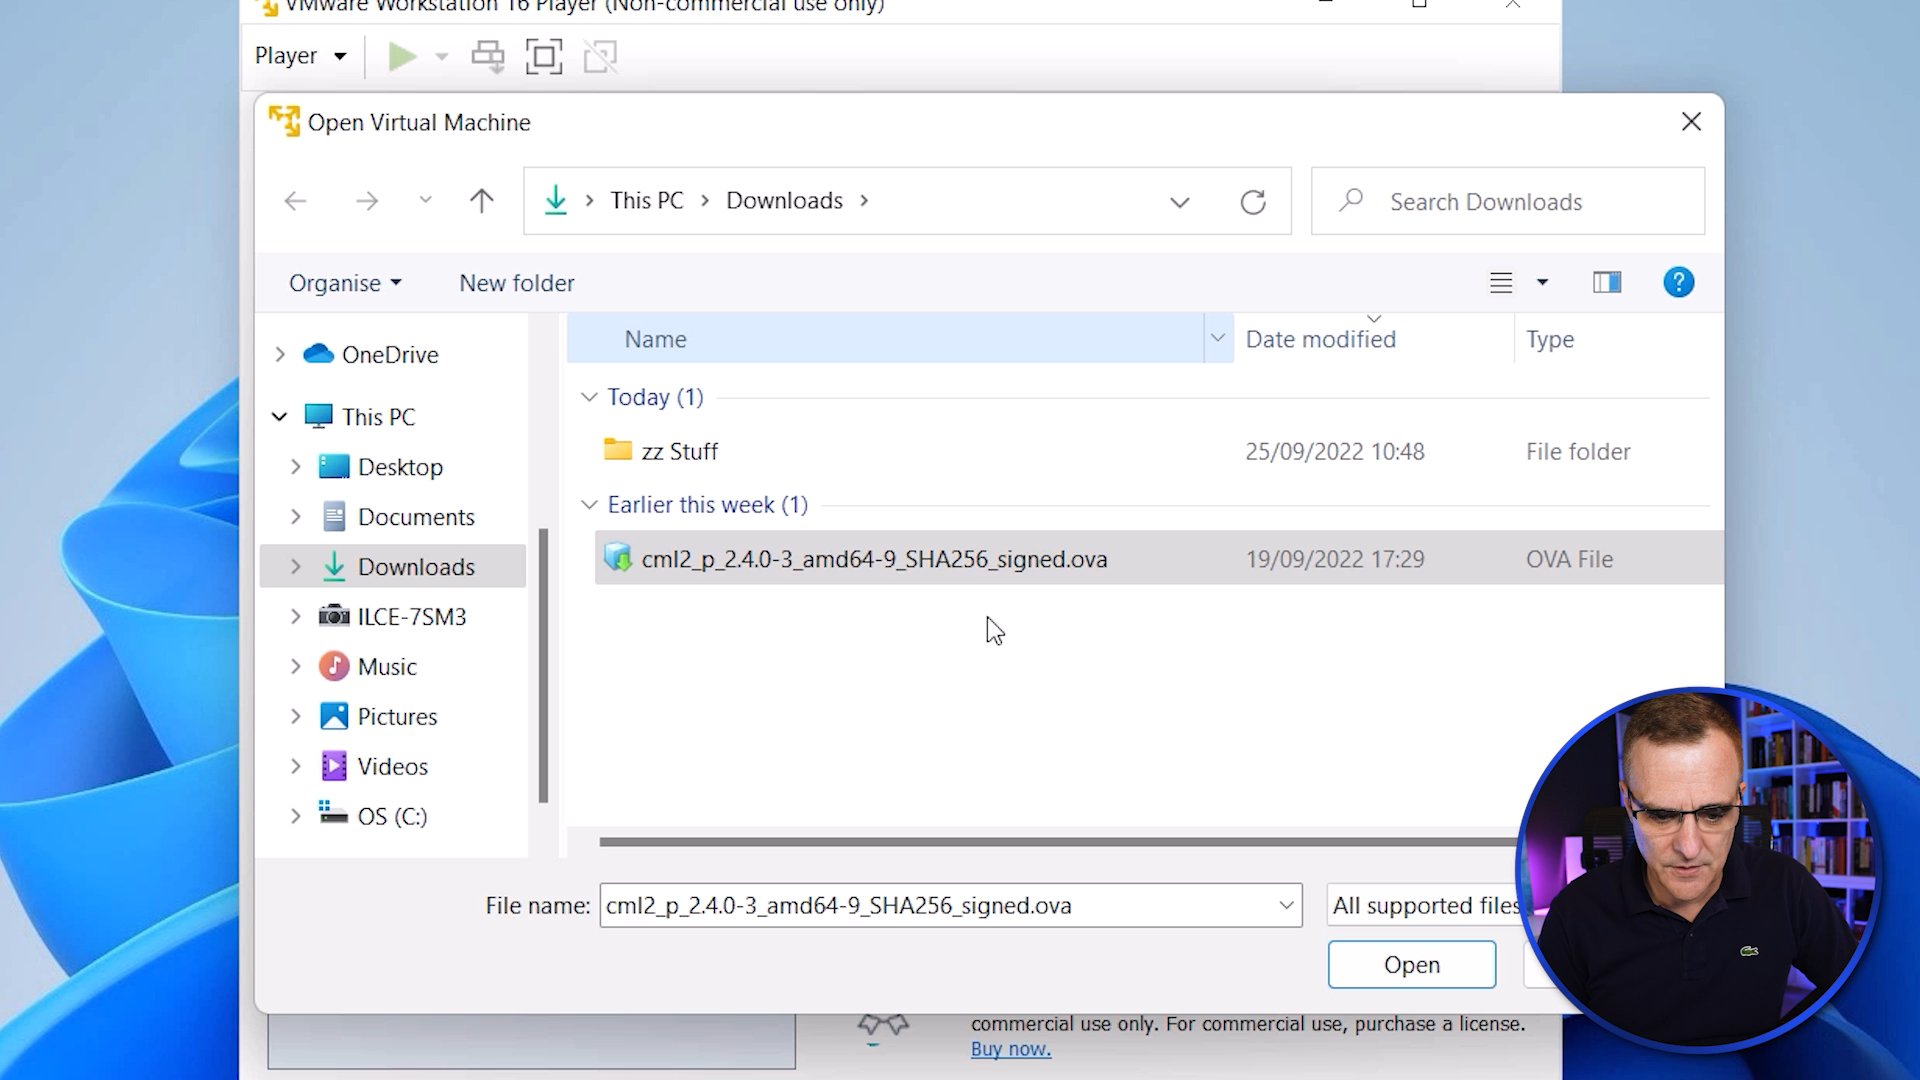 VMware Workstation 16 Player (Non-commercial use only)
Player
Open Virtual Machine
This PC > Downloads >
Search Downloads
Organise
New folder
Name
Date modified
Type
OneDrive
This PC
Desktop
Documents
Downloads
ILCE-7SM3
Music
Pictures
Videos
OS (C:)
Today (1)
zz Stuff 25/09/2022 10:48 File folder
Earlier this week (1)
cml2_p_2.4.0-3_amd64-9_SHA256_signed.ova 19/09/2022 17:29 OVA File
File name: cml2_p_2.4.0-3_amd64-9_SHA256_signed.ova
All supported files
Open
commercial use only. For commercial use, purchase a license.
Buy now.